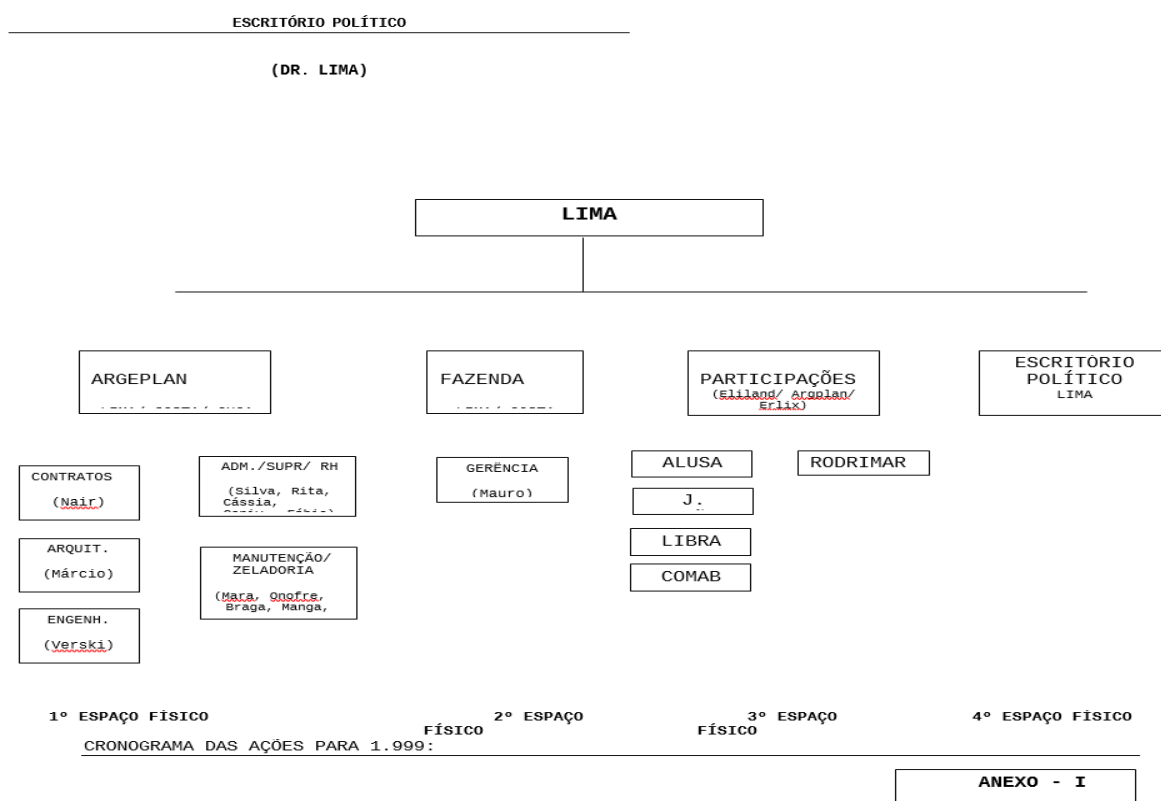 ESCRITÓRIO POLÍTICO
(DR. LIMA)
LIMA
ARGEPLAN
FAZENDA
PARTICIPAÇÕES
(Eliland/ Argplan/
Erlix)
ESCRITÓRIO
POLÍTICO
LIMA
CONTRATOS
(Nair)
ARQUIT.
(Márcio)
ENGENH.
(Verski)
ADM./SUPR/ RH
(Silva, Rita,
Cássia,
MANUTENÇÃO/
ZELADORIA
(Mara, Onofre,
Braga, Manga,
GERÊNCIA
(Mauro)
ALUSA
J.
LIBRA
COMAB
RODRIMAR
1º ESPAÇO FÍSICO
2º ESPAÇO
FÍSICO
3º ESPAÇO
FÍSICO
4º ESPAÇO FÍSICO
CRONOGRAMA DAS AÇÕES PARA 1.999:
ANEXO - I